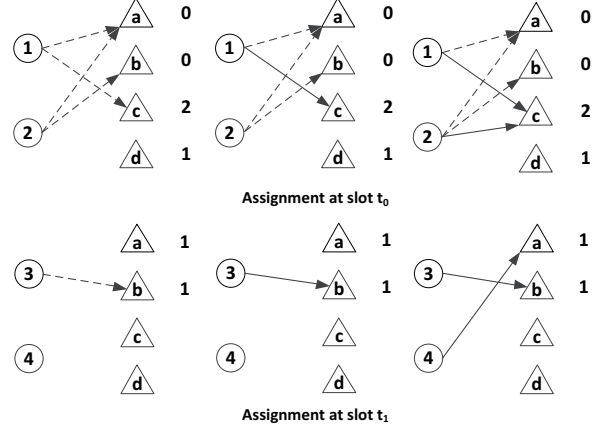 a 0 a 0 a 0
1 1 1
b 0 b 0 b 0
c 2 c 2 c 2
2 2 2
d 1 d 1 d 1
Assignment at slot t0
a 1 a 1 a 1
3 3 3
b 1 b 1 b 1
c c c
4 4 4
d d d
Assignment at slot t1